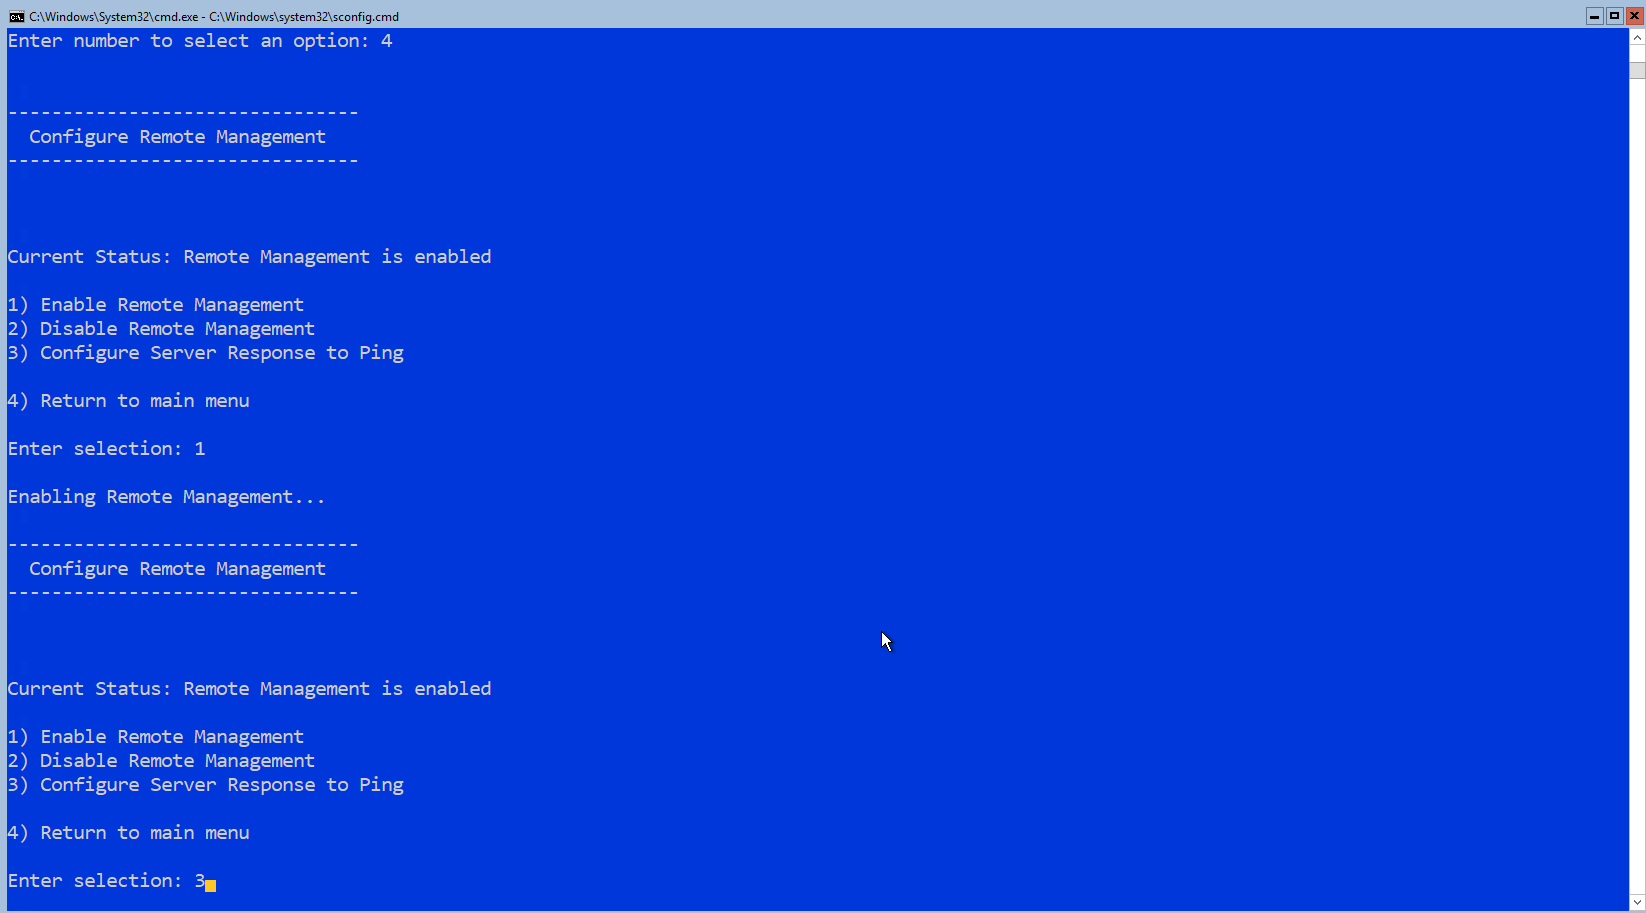 C:\Windows\System32\cmd.exe - C:\Windows\system32\sconfig.cmd
Enter number to select an option: 4
--------------------------------
Configure Remote Management
--------------------------------
Current Status: Remote Management is enabled
1) Enable Remote Management
2) Disable Remote Management
3) Configure Server Response to Ping
4) Return to main menu
Enter selection: 1
Enabling Remote Management...
--------------------------------
Configure Remote Management
--------------------------------
Current Status: Remote Management is enabled
1) Enable Remote Management
2) Disable Remote Management
3) Configure Server Response to Ping
4) Return to main menu
Enter selection: 3